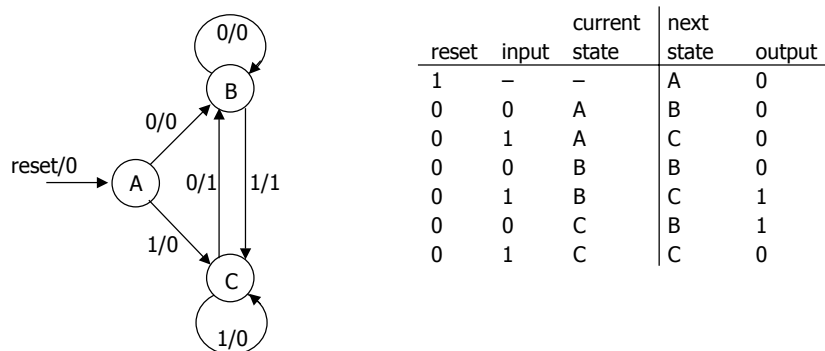 0/0
B
0/0
reset/0
A
0/1
1/1
1/0
C
1/0
current next
reset input state state output
1 – – A 0
0 0 A B 0
0 1 A C 0
0 0 B B 0
0 1 B C 1
0 0 C B 1
0 1 C C 0